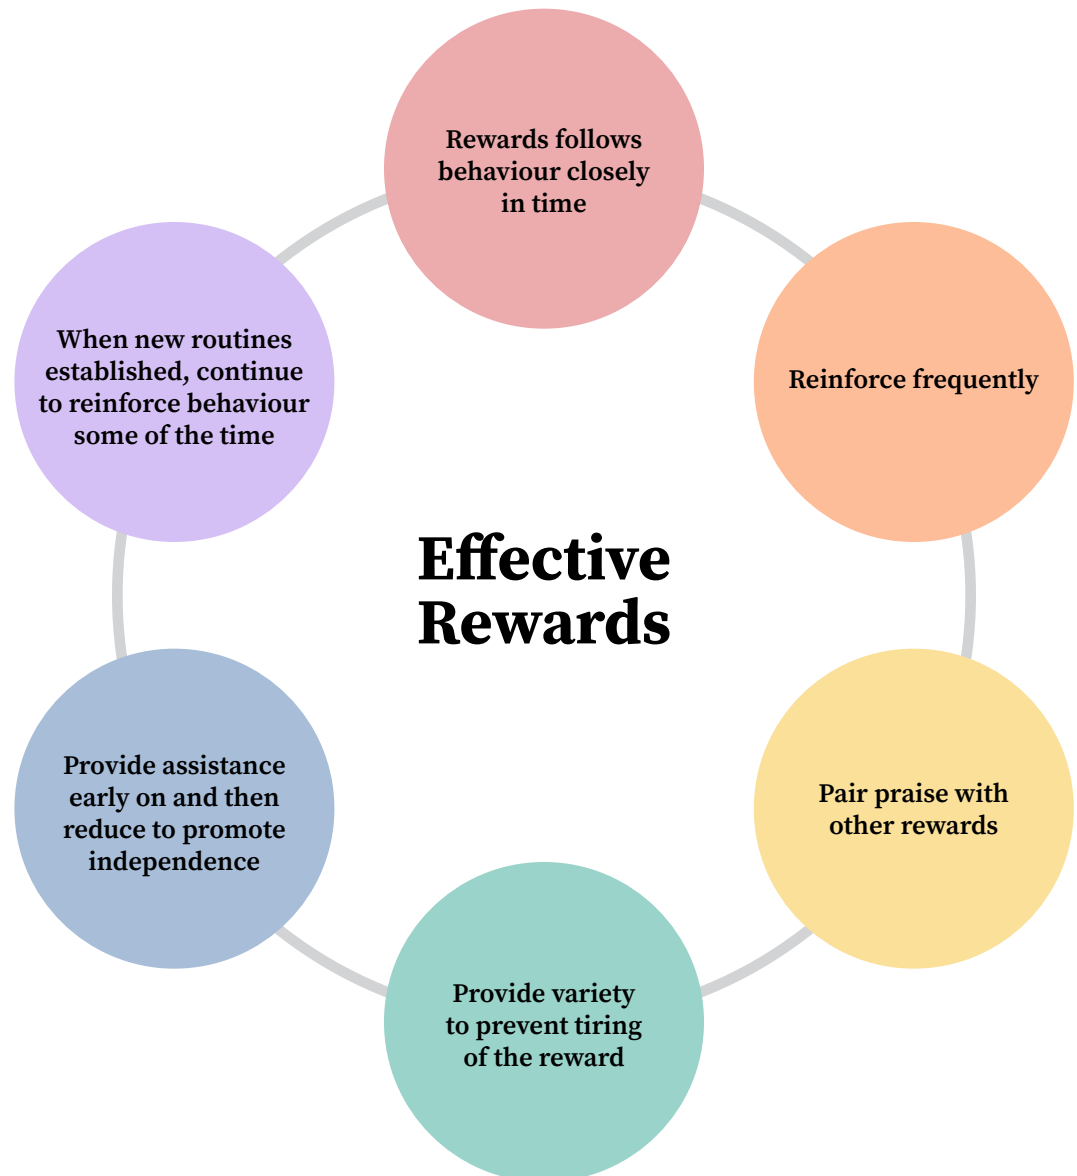 Rewards follows
behaviour closely
in time
Reinforce frequently
Pair praise with
other rewards
Provide variety
to prevent tiring
of the reward
Provide assistance
early on and then
reduce to promote
independence
When new routines
established, continue
to reinforce behaviour
some of the time
Effective
Rewards